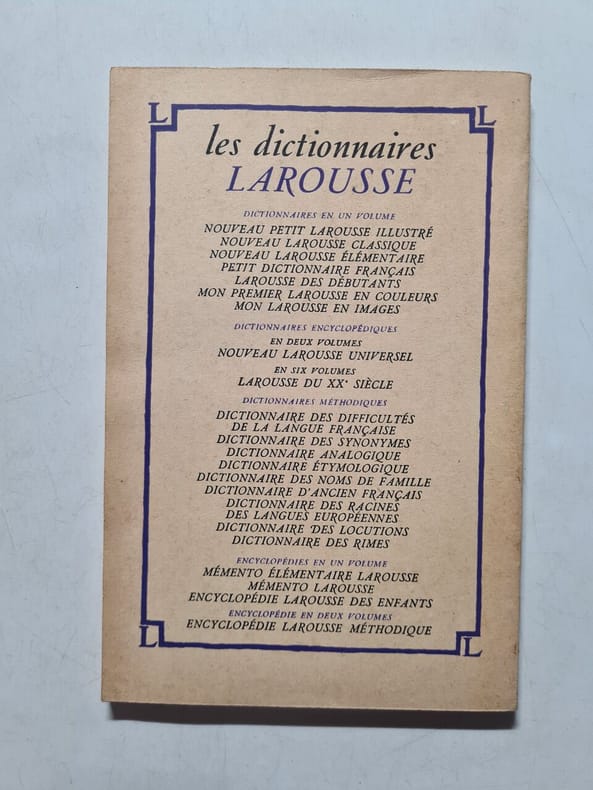 L L
les dictionnaires
LAROUSSE
DICTIONNAIRES EN UN VOLUME
NOUVEAU PETIT LAROUSSE ILLUSTRÉ
NOUVEAU LAROUSSE CLASSIQUE
NOUVEAU LAROUSSE ÉLÉMENTAIRE
PETIT DICTIONNAIRE FRANÇAIS
LAROUSSE DES DÉBUTANTS
MON PREMIER LAROUSSE EN COULEURS
MON LAROUSSE EN IMAGES
DICTIONNAIRES ENCYCLOPÉDIQUES
EN DEUX VOLUMES
NOUVEAU LAROUSSE UNIVERSEL
EN SIX VOLUMES
LAROUSSE DU XXe SIÈCLE
DICTIONNAIRES MÉTHODIQUES
DICTIONNAIRE DES DIFFICULTÉS
DE LA LANGUE FRANÇAISE
DICTIONNAIRE DES SYNONYMES
DICTIONNAIRE ANALOGIQUE
DICTIONNAIRE ÉTYMOLOGIQUE
DICTIONNAIRE DES NOMS DE FAMILLE
DICTIONNAIRE D'ANCIEN FRANÇAIS
DICTIONNAIRE DES RACINES
DES LANGUES EUROPÉENNES
DICTIONNAIRE DES LOCUTIONS
DICTIONNAIRE DES RIMES
ENCYCLOPÉDIES EN UN VOLUME
MÉMENTO ÉLÉMENTAIRE LAROUSSE
MÉMENTO LAROUSSE
ENCYCLOPÉDIE LAROUSSE DES ENFANTS
ENCYCLOPÉDIE EN DEUX VOLUMES
ENCYCLOPÉDIE LAROUSSE MÉTHODIQUE
L L